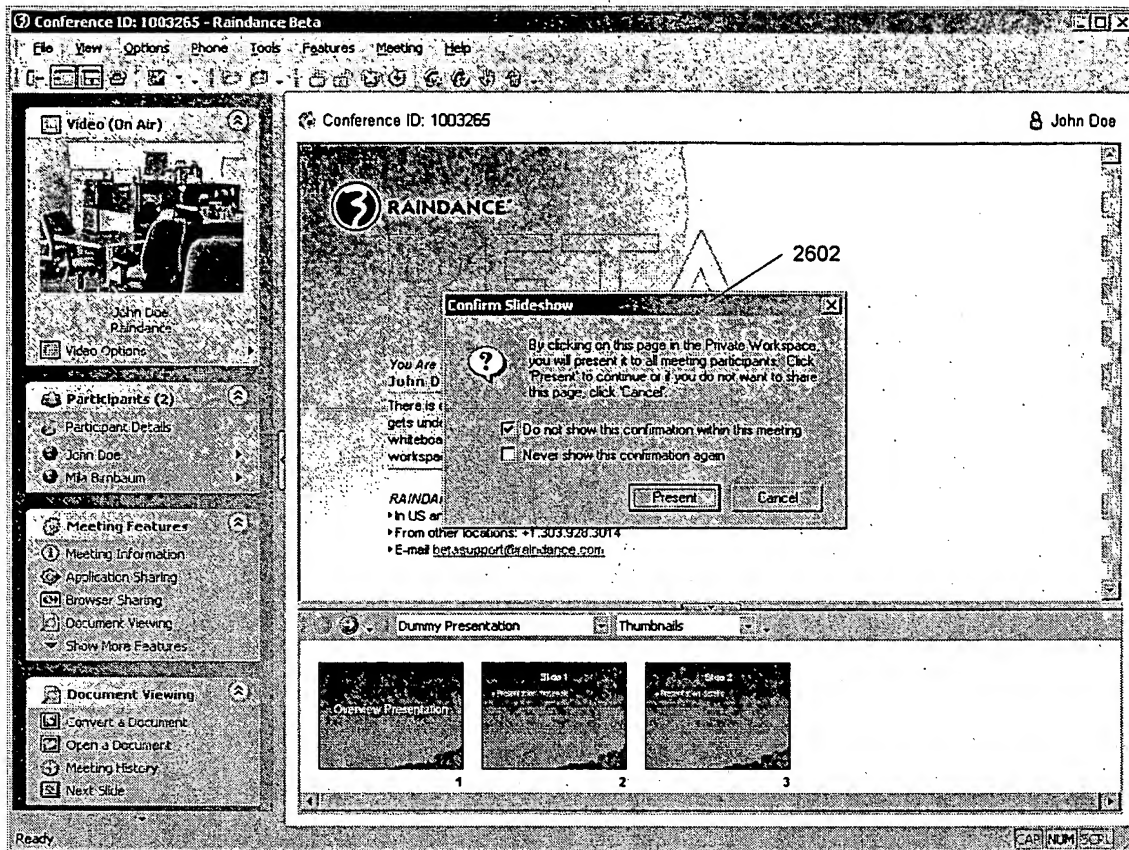 Conference ID: 1003265 - Raindance Beta
File View Options Phone Tools Features Meeting Help
Video (On Air)
John Doe
Raindance
Video Options
Participants (2)
Participant Details
John Doe
Mila Birnbaum
Meeting Features
Meeting Information
Application Sharing
Browser Sharing
Document Viewing
Show More Features
Document Viewing
Convert a Document
Open a Document
Meeting History
Next Slide
Conference ID: 1003265
John Doe
RAINDANCE
2602
Confirm Slideshow
By clicking on this page in the Private Workspace,
you will present it to all meeting participants. Click
'Present' to continue or if you do not want to share
this page, click 'Cancel'.
Do not show this confirmation within this meeting
Never show this confirmation again
Present Cancel
You Are
John D
There is
gets unde
whiteboa
workspa
RAINDA
In US an
From other locations: +1.303.928.3014
E-mail betasupport@raindance.com
Dummy Presentation
Thumbnails
Overview Presentation
1
Slide 1
2
Slide 2
3
Ready
CAP NUM SCRL